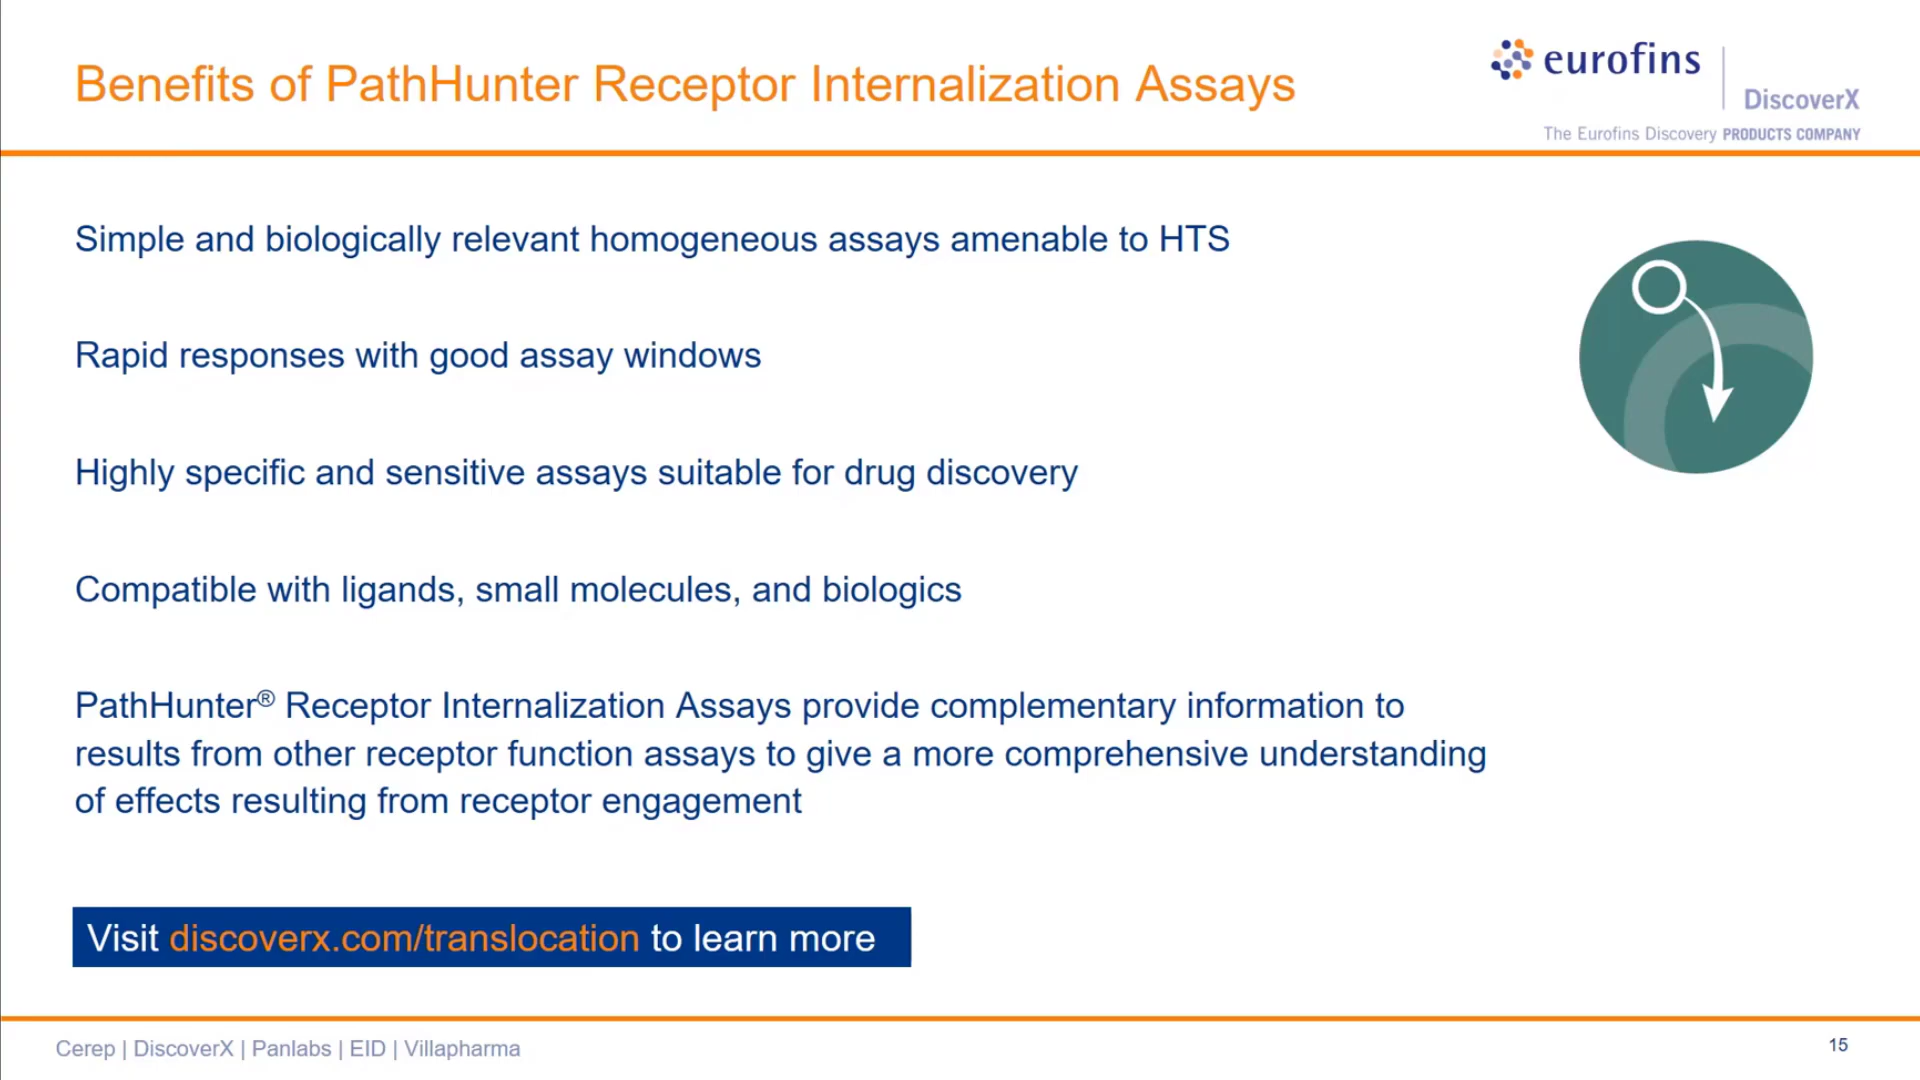 Benefits of PathHunter Receptor Internalization Assays
eurofins
DiscoverX
The Eurofins Discovery PRODUCTS COMPANY
Simple and biologically relevant homogeneous assays amenable to HTS
Rapid responses with good assay windows
Highly specific and sensitive assays suitable for drug discovery
Compatible with ligands, small molecules, and biologics
PathHunter® Receptor Internalization Assays provide complementary information to
results from other receptor function assays to give a more comprehensive understanding
of effects resulting from receptor engagement
Visit discoverx.com/translocation to learn more
Cerep | DiscoverX | Panlabs | EID | Villapharma
15